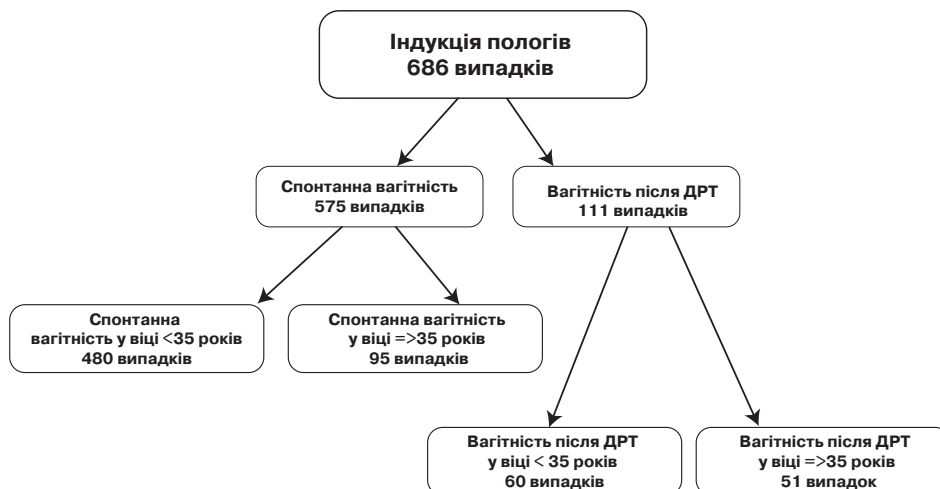 Індукція пологів
686 випадків
Спонтанна вагітність
575 випадків
Вагітність після ДРТ
111 випадків
Спонтанна
вагітність у віці <35 років
480 випадків
Спонтанна вагітність
у віці =>35 років
95 випадків
Вагітність після ДРТ
у віці < 35 років
60 випадків
Вагітність після ДРТ
у віці =>35 років
51 випадок